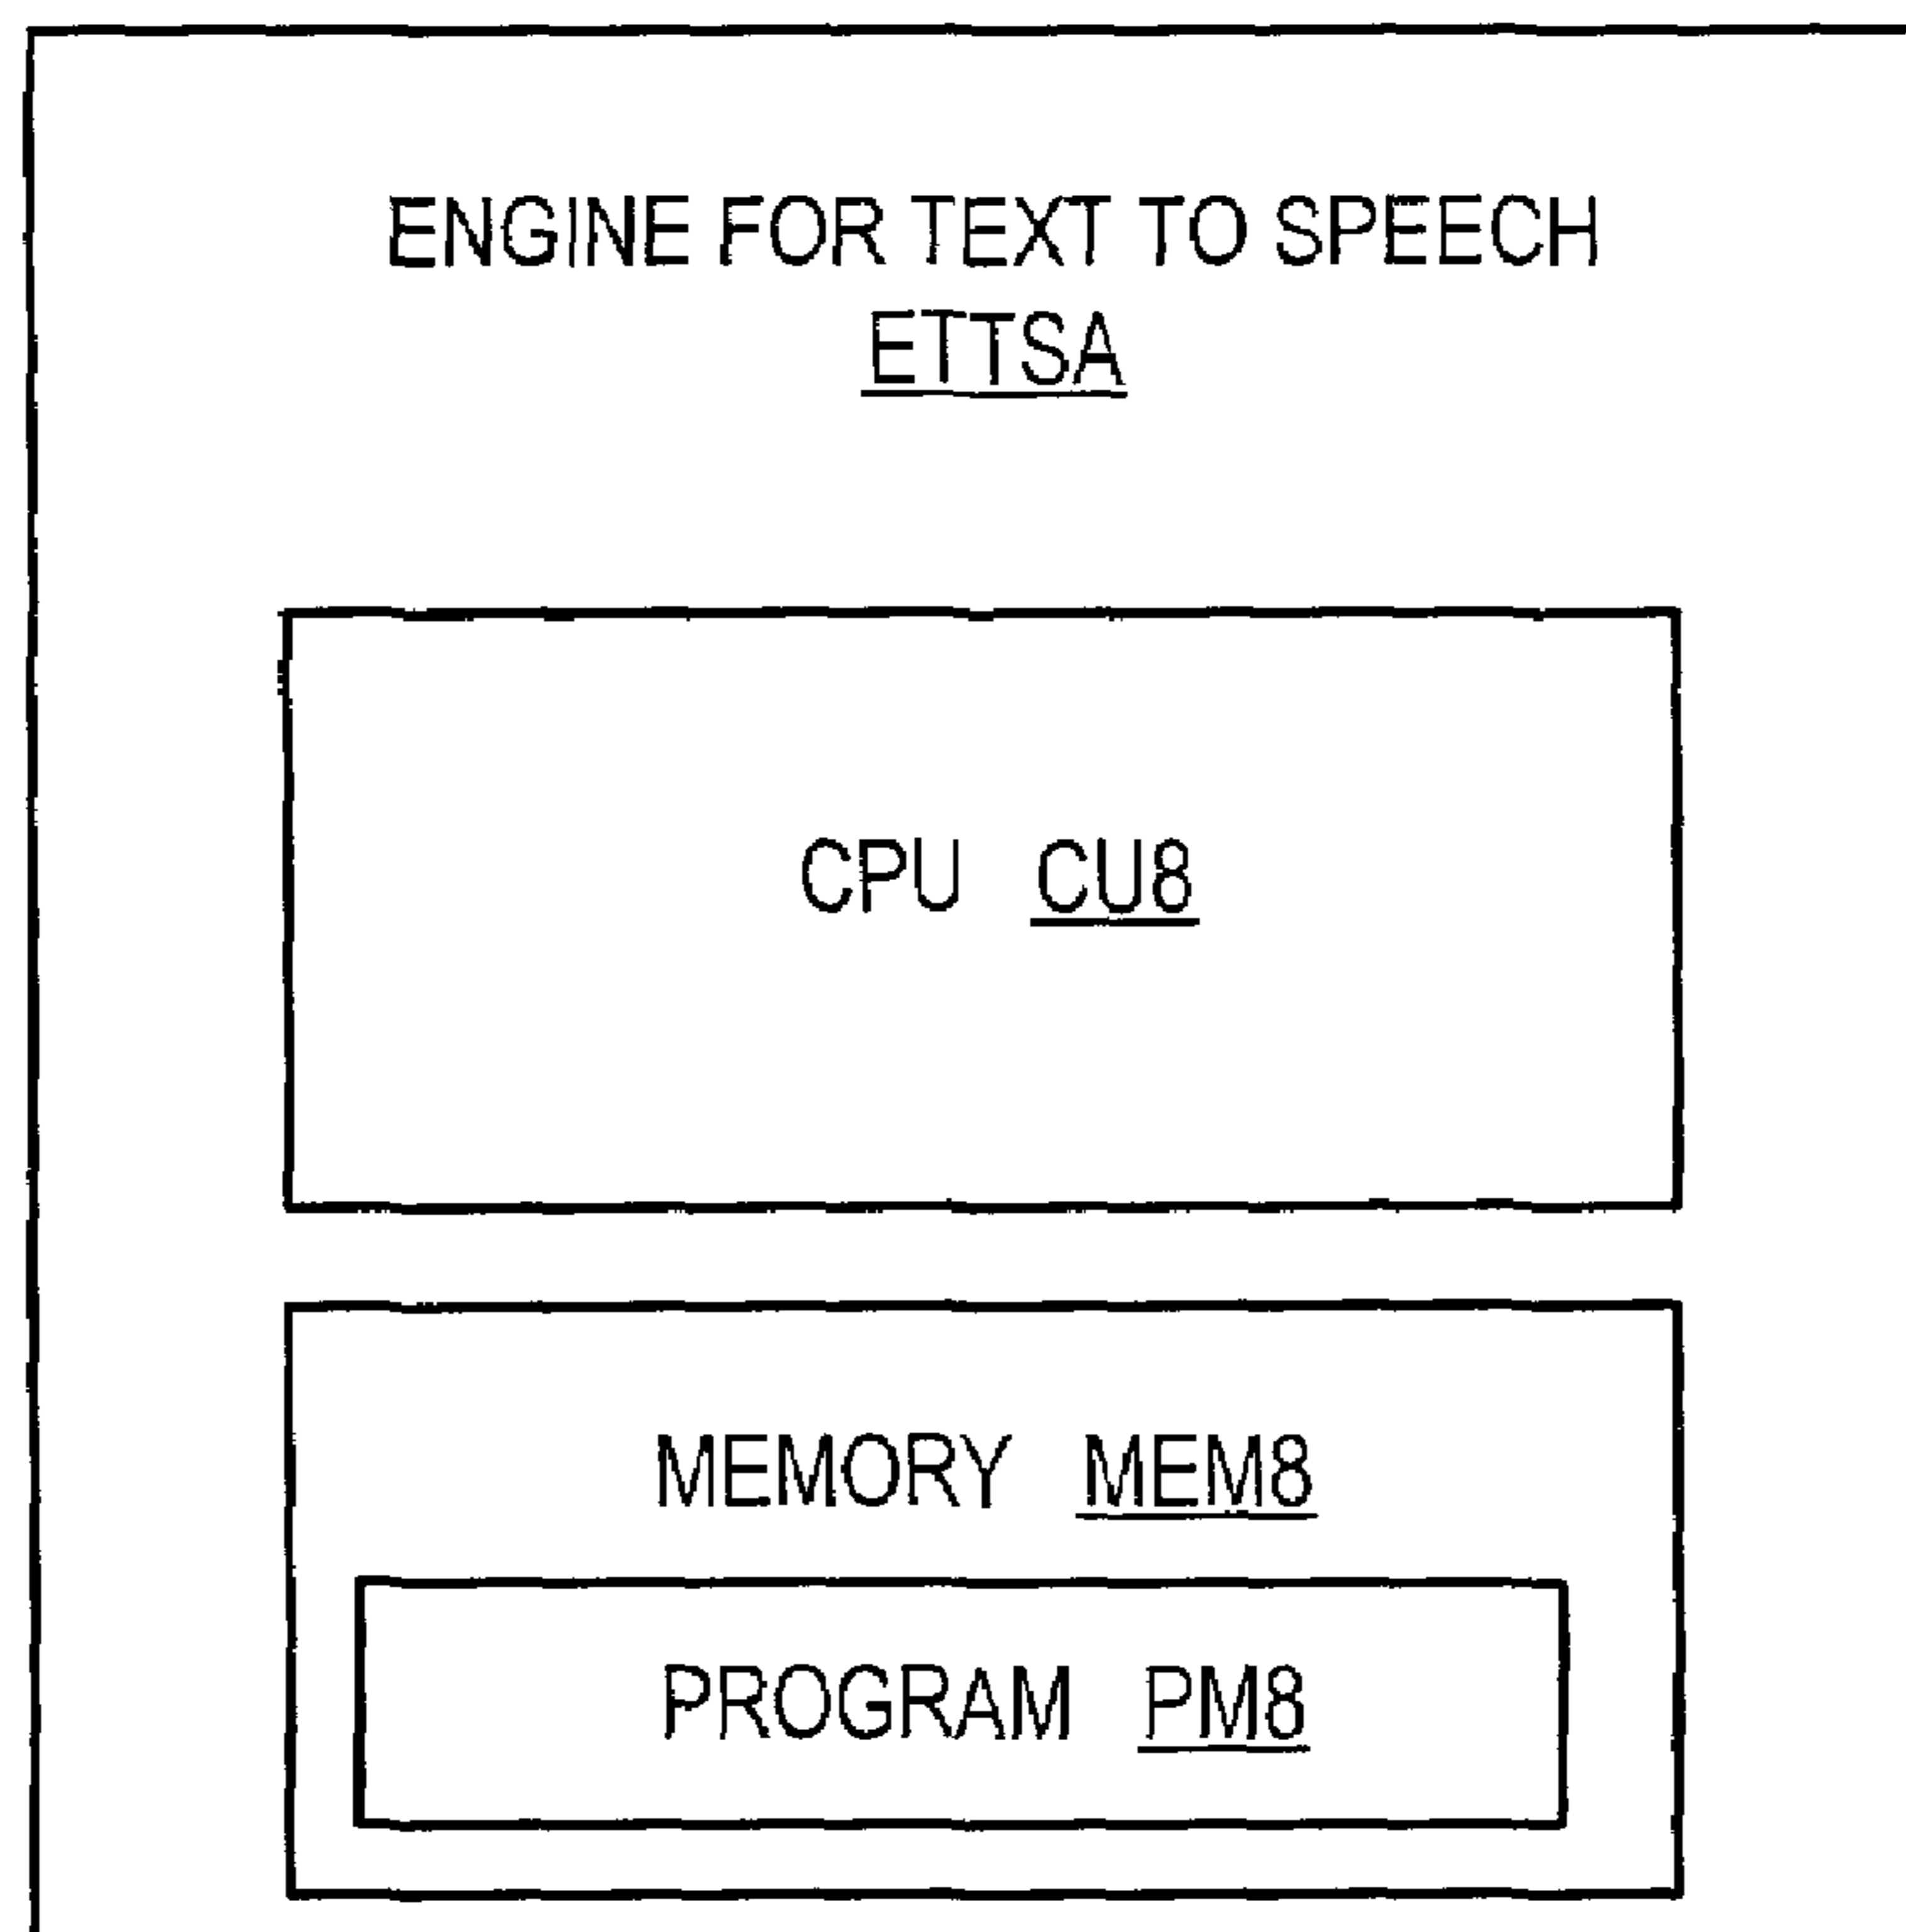 ENGINE FOR TEXT TO SPEECH
ETTSA
CPU CU8
MEMORY MEM8
PROGRAM PM8